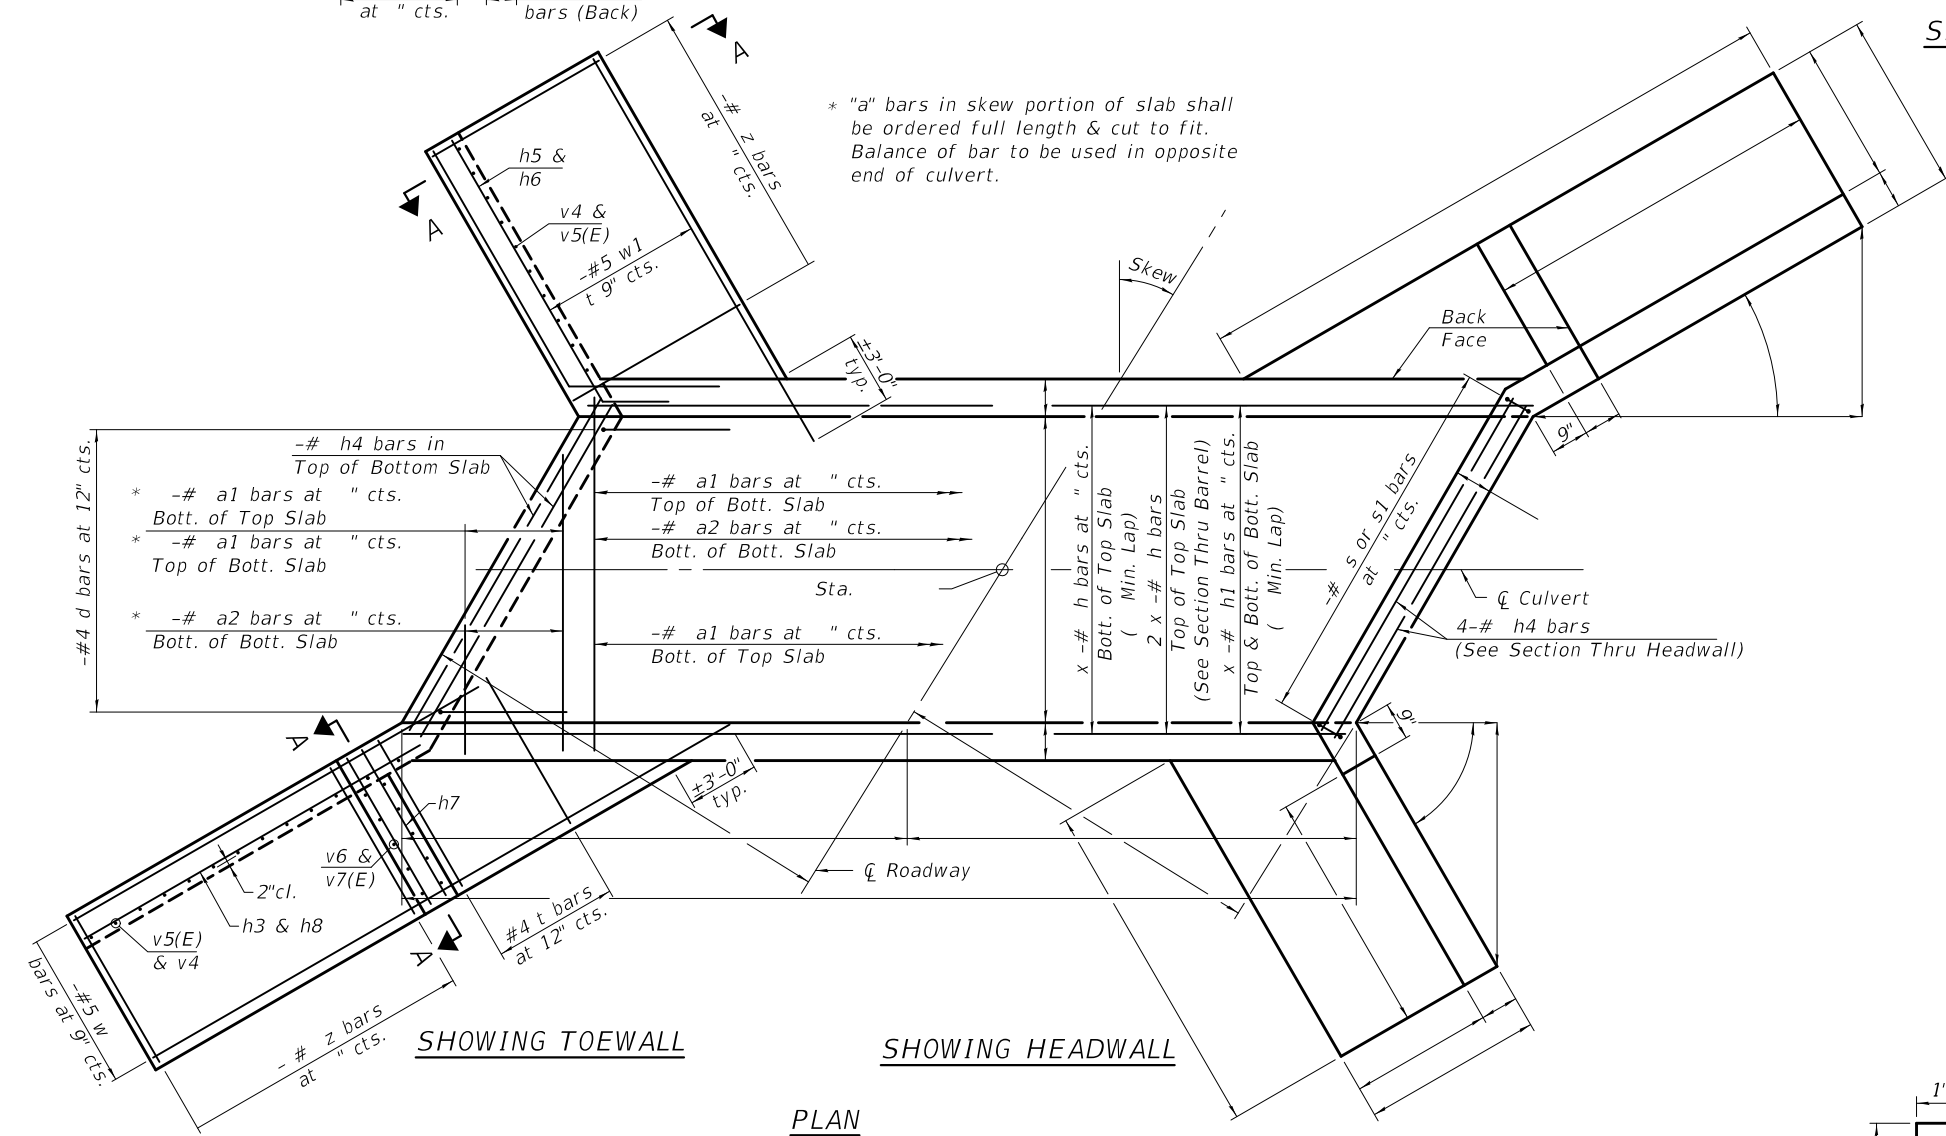 at " cts.
bars (Back)
A
S
-# z bars
at " cts.
* "a" bars in skew portion of slab shall
be ordered full length & cut to fit.
Balance of bar to be used in opposite
end of culvert.
h5 &
h6
A
v4 &
v5(E)
-#5 w1
t 9" cts.
Skew
Back
Face
±3'-0"
typ.
9"
-#4 d bars at 12" cts.
-# h4 bars in
Top of Bottom Slab
* -# a1 bars at " cts.
Bott. of Top Slab
* -# a1 bars at " cts.
Top of Bott. Slab
* -# a2 bars at " cts.
Bott. of Bott. Slab
-# a1 bars at " cts.
Top of Bott. Slab
-# a2 bars at " cts.
Bott. of Bott. Slab
Sta.
-# a1 bars at " cts.
Bott. of Top Slab
x -# h bars at " cts.
Bott. of Top Slab
( Min. Lap)
2 x -# h bars
Top of Top Slab
(See Section Thru Barrel)
x -# h1 bars at " cts.
Top & Bott. of Bott. Slab
( Min. Lap)
-# s or s1 bars
at " cts.
℄ Culvert
4-# h4 bars
(See Section Thru Headwall)
9"
A
±3'-0"
typ.
h7
v6 &
v7(E)
℄ Roadway
2"cl.
h3 & h8
v5(E)
& v4
#4 t bars
at 12" cts.
A
-#5 w
bars at 9" cts.
-# z bars
at " cts.
SHOWING TOEWALL
SHOWING HEADWALL
PLAN
1'